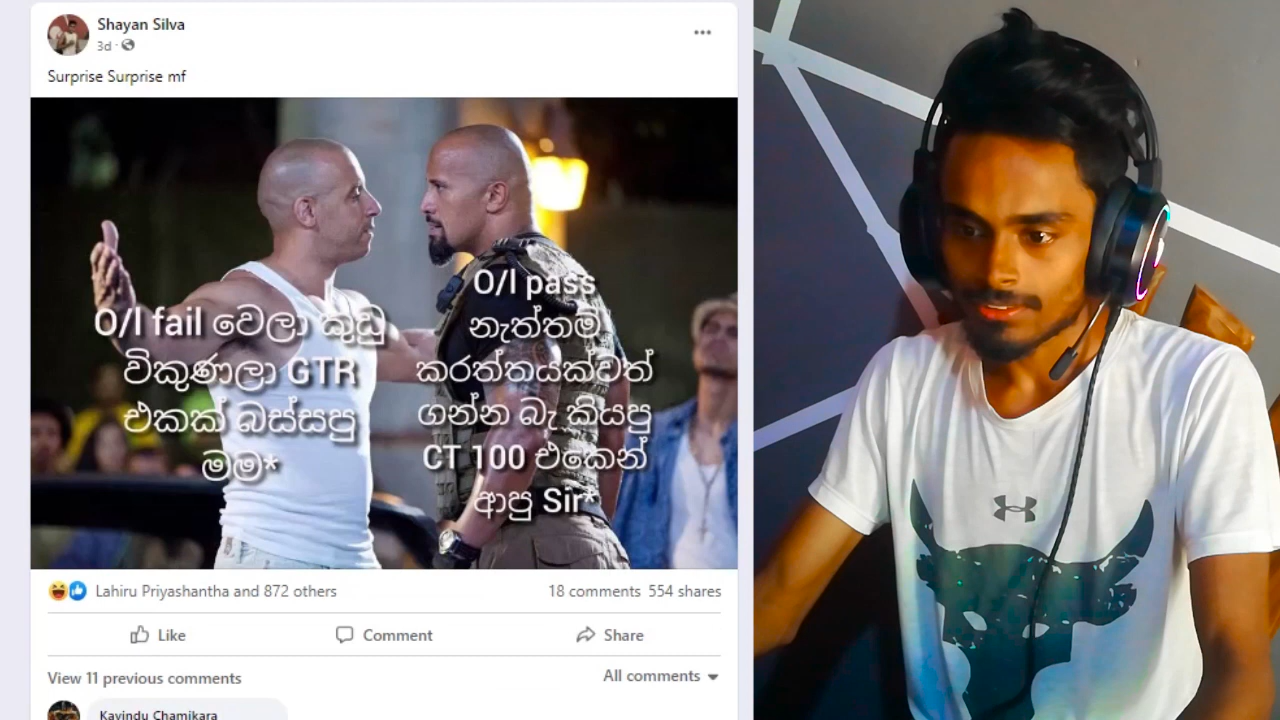 Shayan Silva
3d ·
Surprise Surprise mf
O/l fail වෙලා කුඩු
විකුණලා GTR
එකක් බස්සපු
මම*
O/l pass
නැත්තම්
කරත්තයක්වත්
ගන්න බැ කියපු
CT 100 එකෙන්
ආපු Sir*
Lahiru Priyashantha and 872 others
18 comments 554 shares
Like Comment Share
View 11 previous comments
All comments
Kavindu Chamikara